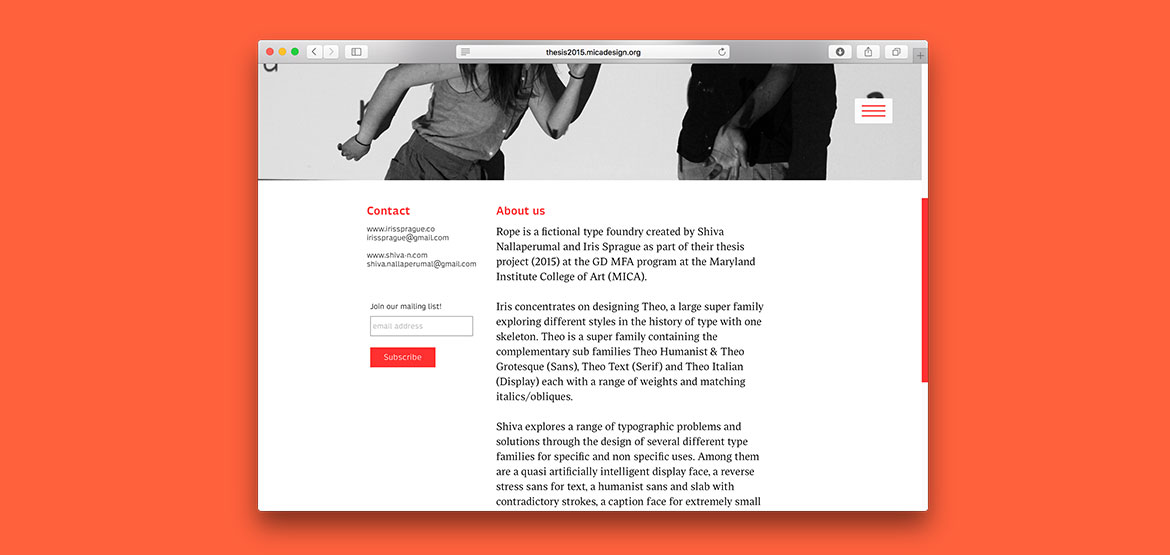 thesis2015.micadesign.org
Contact
www.irissprague.co
irissprague@gmail.com
www.shiva-n.com
shiva.nallaperumal@gmail.com
Join our mailing list!
email address
Subscribe
About us
Rope is a fictional type foundry created by Shiva
Nallaperumal and Iris Sprague as part of their thesis
project (2015) at the GD MFA program at the Maryland
Institute College of Art (MICA).
Iris concentrates on designing Theo, a large super family
exploring different styles in the history of type with one
skeleton. Theo is a super family containing the
complementary sub families Theo Humanist & Theo
Grotesque (Sans), Theo Text (Serif) and Theo Italian
(Display) each with a range of weights and matching
italics/obliques.
Shiva explores a range of typographic problems and
solutions through the design of several different type
families for specific and non specific uses. Among them
are a quasi artificially intelligent display face, a reverse
stress sans for text, a humanist sans and slab with
contradictory strokes, a caption face for extremely small